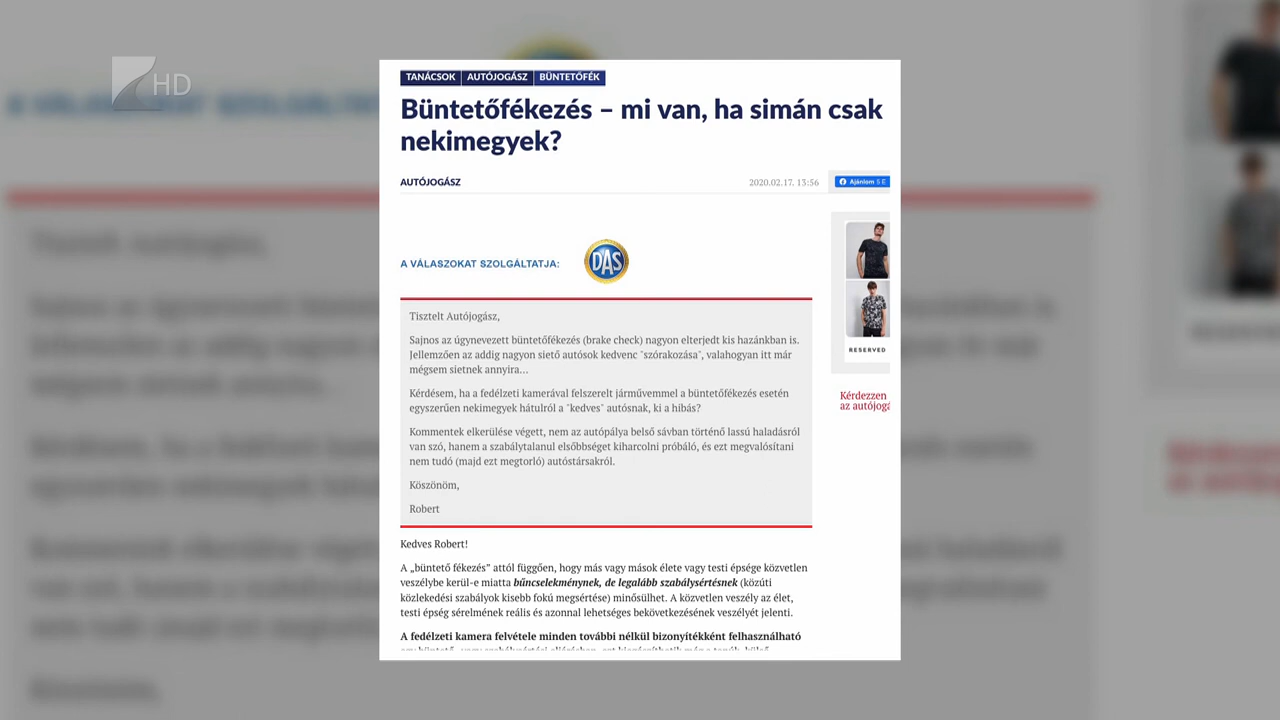 HD
TANÁCSOK AUTÓJOGÁSZ BÜNTETŐFÉK
Büntetőfékezés – mi van, ha simán csak
nekimegyek?
AUTÓJOGÁSZ 2020.02.17. 13:56 Ajánlom 5 E
A VÁLASZOKAT SZOLGÁLTATJA: DAS
Tisztelt Autójogász,
Sajnos az úgynevezett büntetőfékezés (brake check) nagyon elterjedt kis hazánkban is.
Jellemzően az addig nagyon siető autósok kedvenc "szórakozása", valahogyan itt már
mégsem sietnek annyira...
Kérdésem, ha a fedélzeti kamerával felszerelt járművemmel a büntetőfékezés esetén
egyszerűen nekimegyek hátulról a "kedves" autósnak, ki a hibás?
Kommentek elkerülése végett, nem az autópálya belső sávban történő lassú haladásról
van szó, hanem a szabálytalanul elsőbbséget kiharcolni próbáló, és ezt megvalósítani
nem tudó (majd ezt megtorló) autóstársakról.
Köszönöm,
Robert
RESERVED
Kérdezzen
az autójogá
Kedves Robert!
A „büntető fékezés” attól függően, hogy más vagy mások élete vagy testi épsége közvetlen
veszélybe kerül-e miatta bűncselekménynek, de legalább szabálysértésnek (közúti
közlekedési szabályok kisebb fokú megsértése) minősülhet. A közvetlen veszély az élet,
testi épség sérelmének reális és azonnal lehetséges bekövetkezésének veszélyét jelenti.
A fedélzeti kamera felvétele minden további nélkül bizonyítékként felhasználható